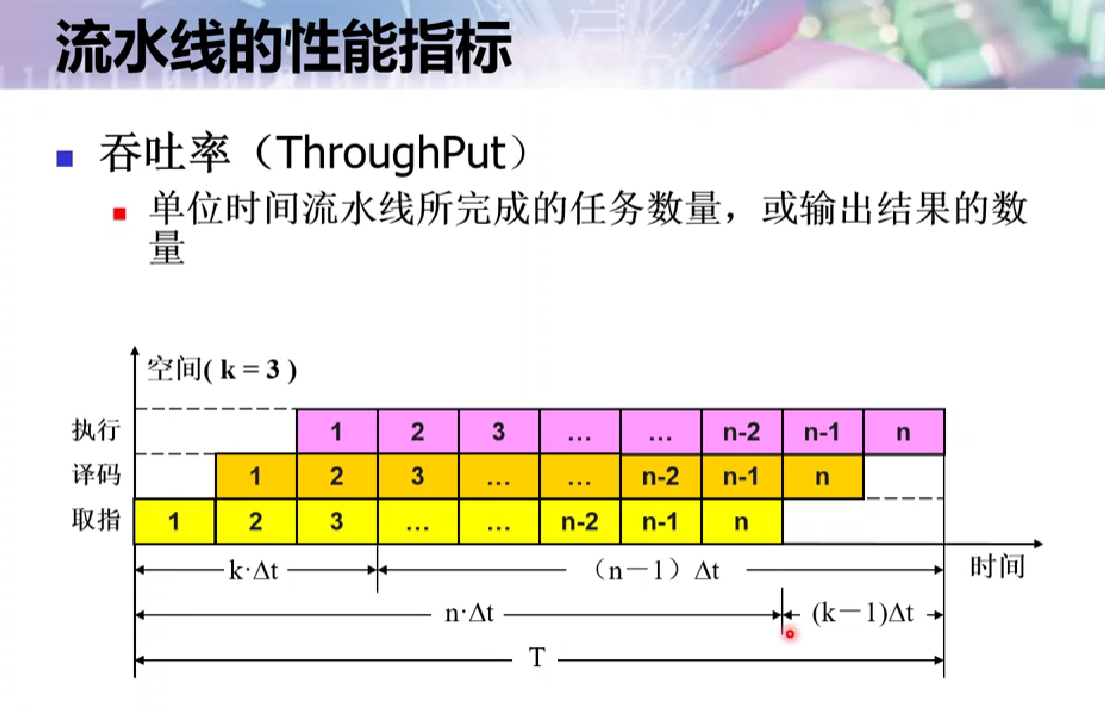 流水线的性能指标
吞吐率（ThroughPut）
单位时间流水线所完成的任务数量，或输出结果的数
量
空间( k = 3 )
执行 1 2 3 … … n-2 n-1 n
译码 1 2 3 … … n-2 n-1 n
取指 1 2 3 … … n-2 n-1 n
k·Δt （n－1）Δt 时间
n·Δt (k－1)Δt
T